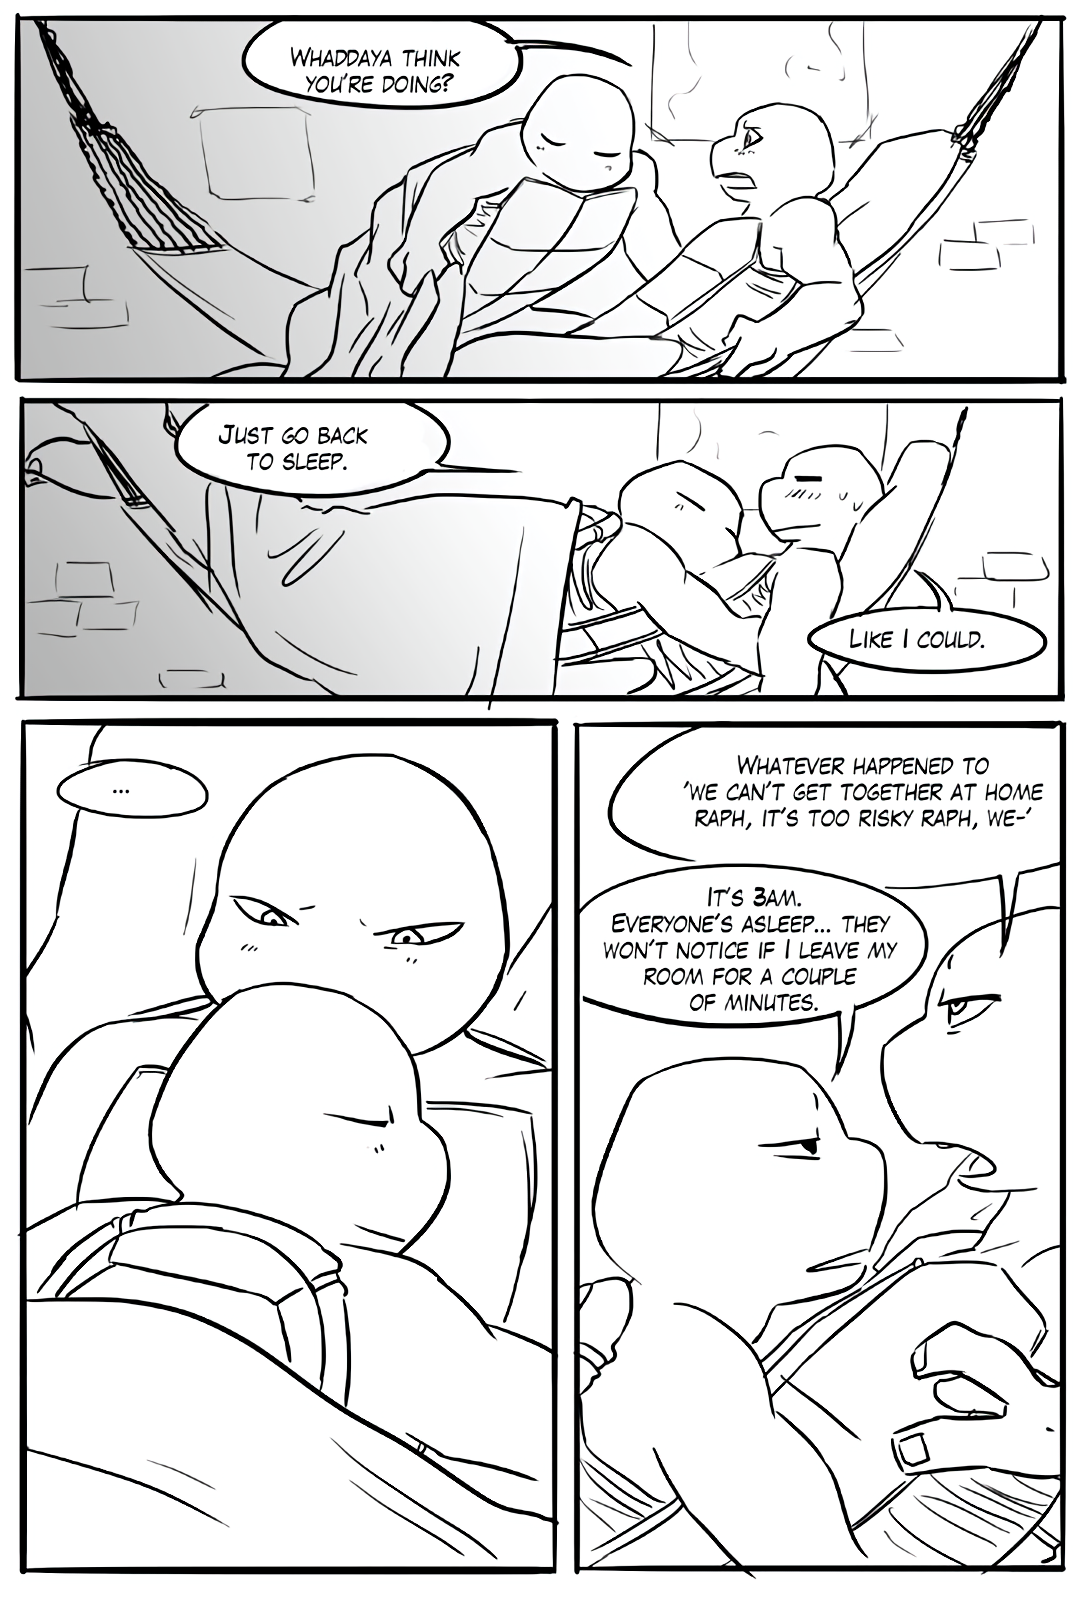 Whaddaya think
you're doing?
Just go back
to sleep.
Like I could.
...
Whatever happened to
'we can't get together at home
Raph, it's too risky Raph, we-'
It's 3am.
Everyone's asleep... they
won't notice if I leave my
room for a couple
of minutes.